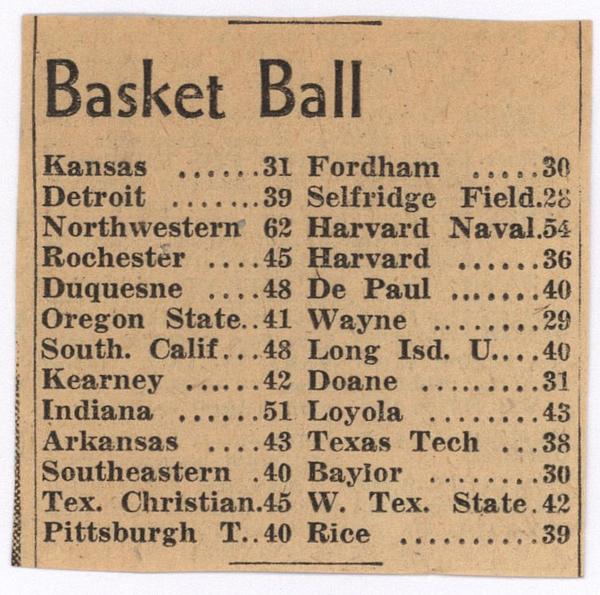 Basket Ball
Kansas ......31 Fordham .....30
Detroit .......39 Selfridge Field.28
Northwestern 62 Harvard Naval.54
Rochester ....45 Harvard ......36
Duquesne ....48 De Paul .......40
Oregon State..41 Wayne ........29
South. Calif...48 Long Isd. U....40
Kearney ......42 Doane .........31
Indiana ......51 Loyola ........43
Arkansas ....43 Texas Tech ...38
Southeastern .40 Baylor ........30
Tex. Christian.45 W. Tex. State.42
Pittsburgh T..40 Rice ..........39